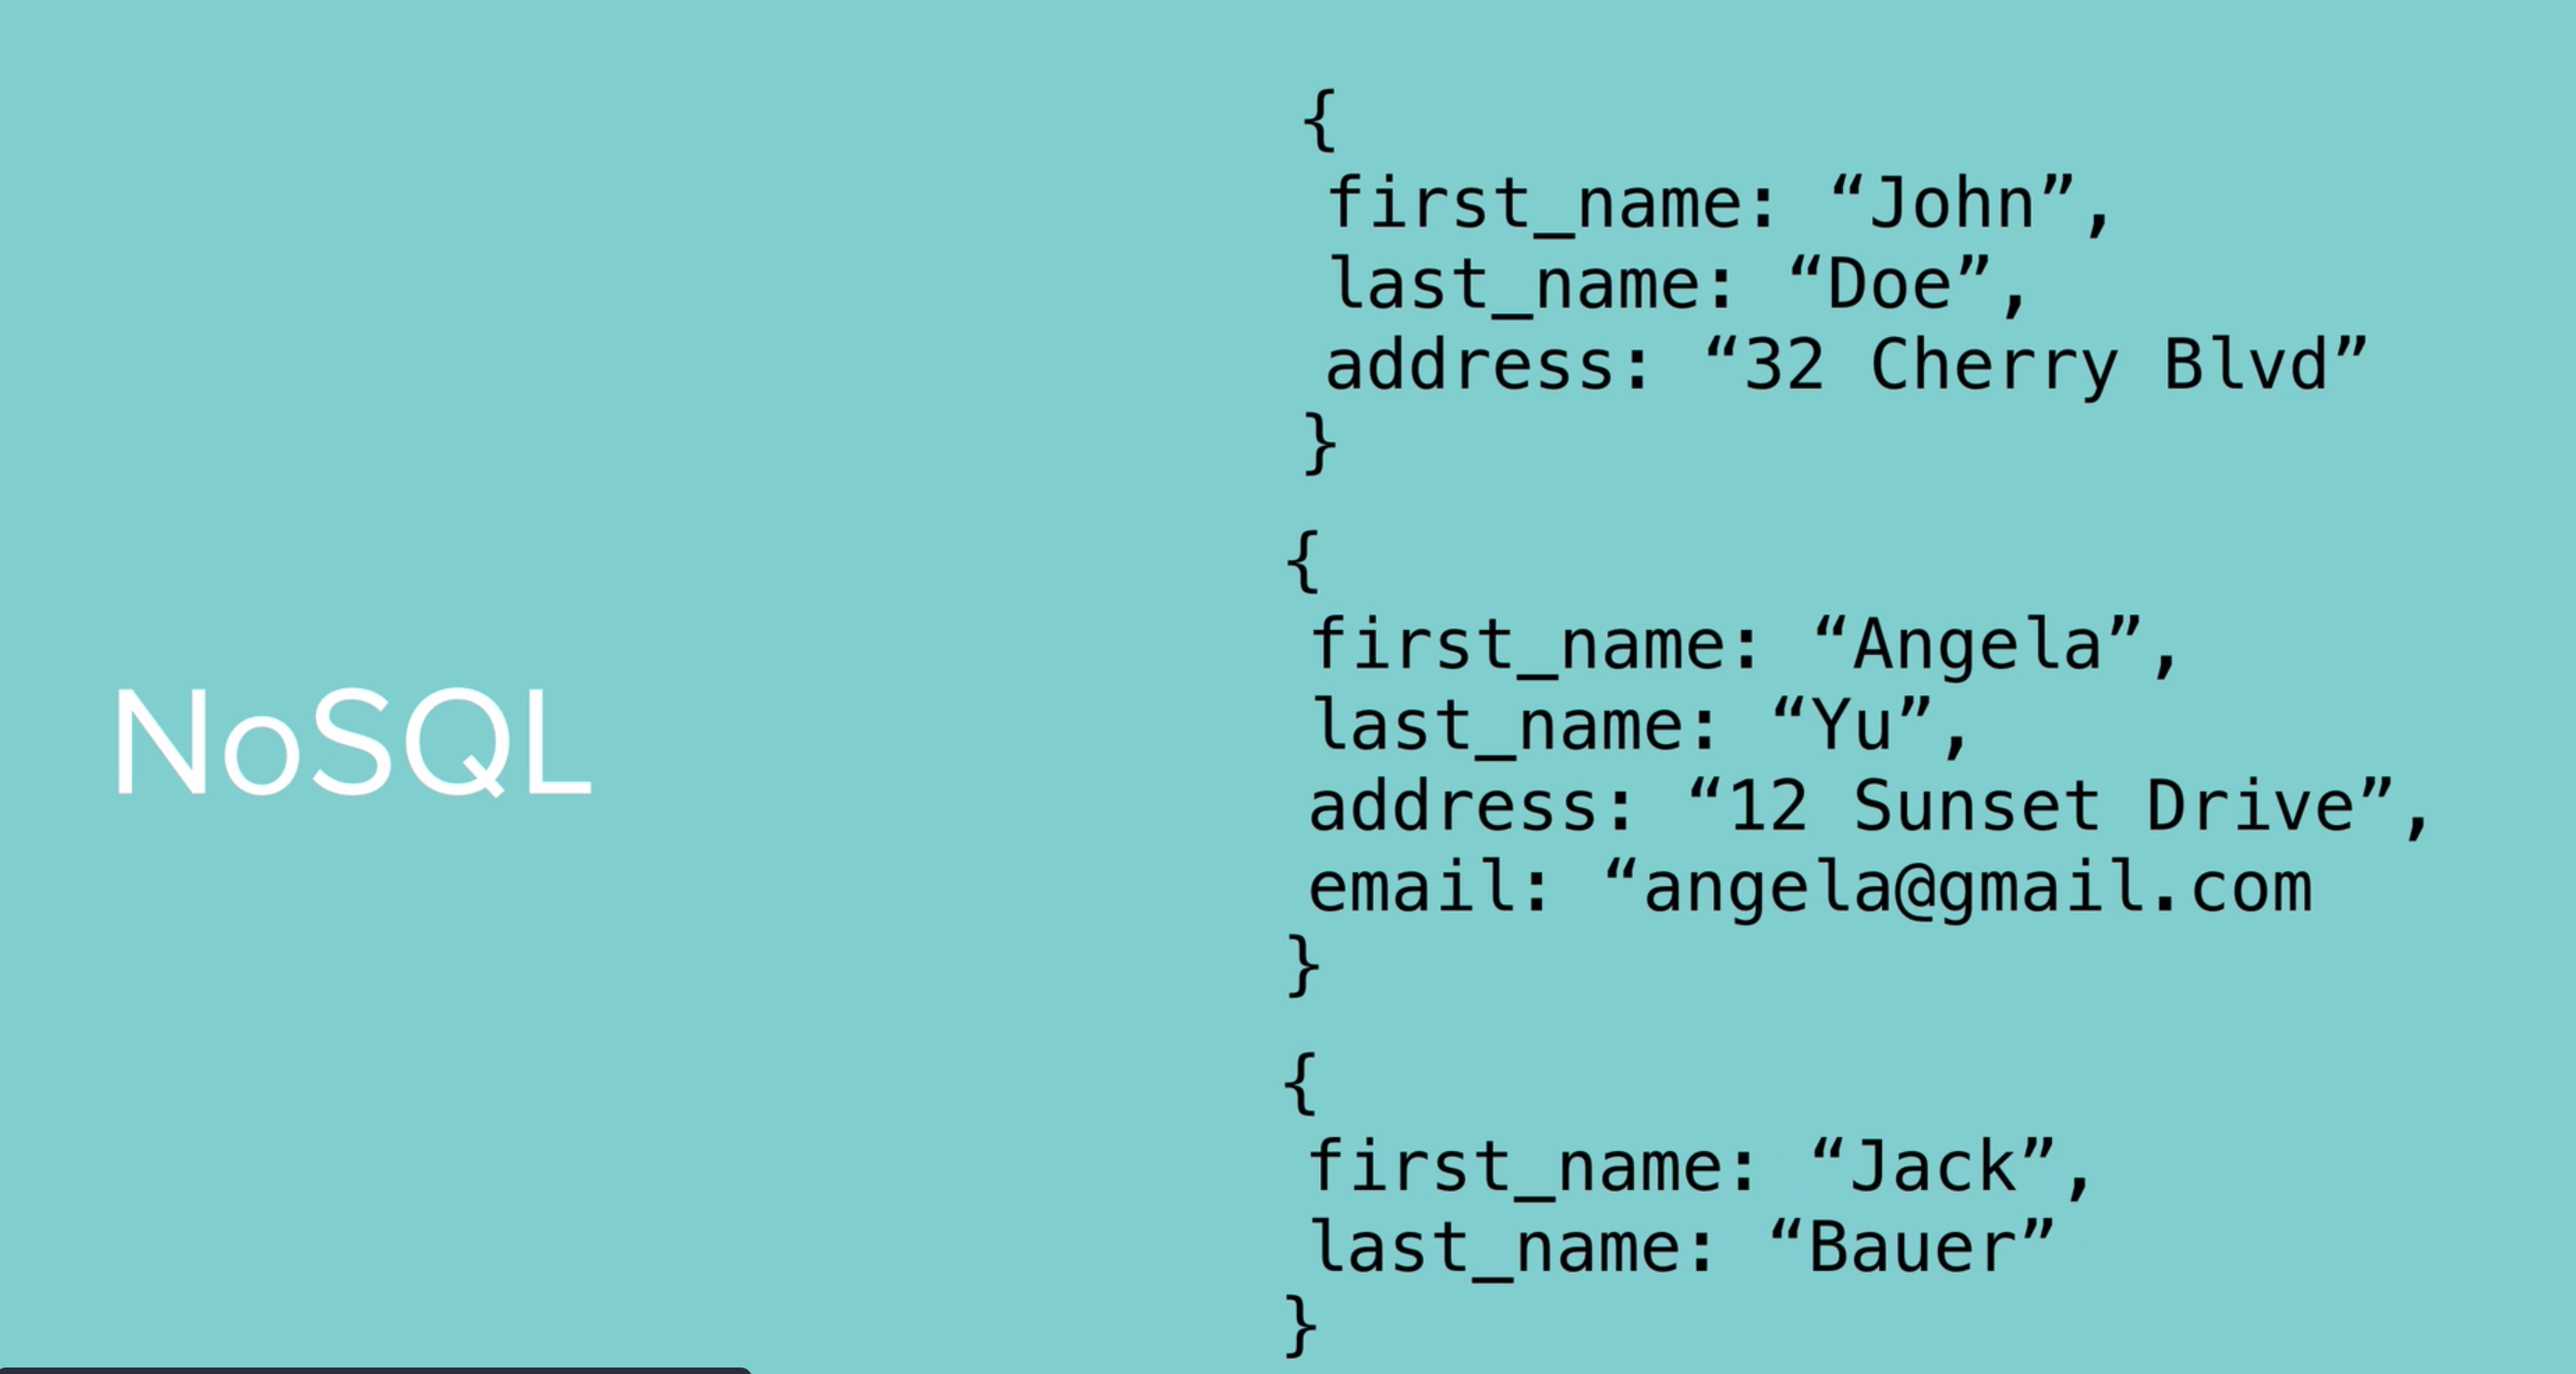 NoSQL
{
first_name: “John”,
last_name: “Doe”,
address: “32 Cherry Blvd”
}
{
first_name: “Angela”,
last_name: “Yu”,
address: “12 Sunset Drive”,
email: “angela@gmail.com
}
{
first_name: “Jack”,
last_name: “Bauer”
}